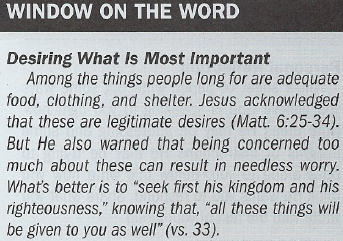 WINDOW ON THE WORD
Desiring What Is Most Important
Among the things people long for are adequate
food, clothing, and shelter. Jesus acknowledged
that these are legitimate desires (Matt. 6:25-34).
But He also warned that being concerned too
much about these can result in needless worry.
What's better is to "seek first his kingdom and his
righteousness," knowing that, "all these things will
be given to you as well" (vs. 33).